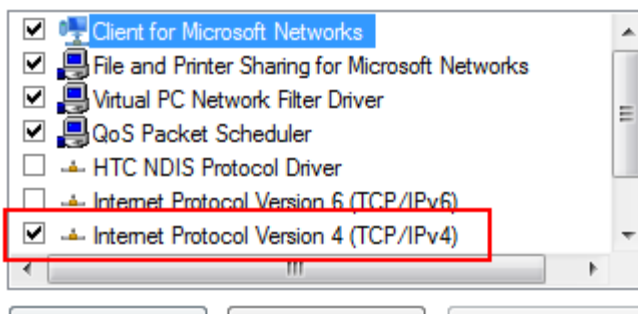 Client for Microsoft Networks
File and Printer Sharing for Microsoft Networks
Virtual PC Network Filter Driver
QoS Packet Scheduler
HTC NDIS Protocol Driver
Internet Protocol Version 6 (TCP/IPv6)
Internet Protocol Version 4 (TCP/IPv4)